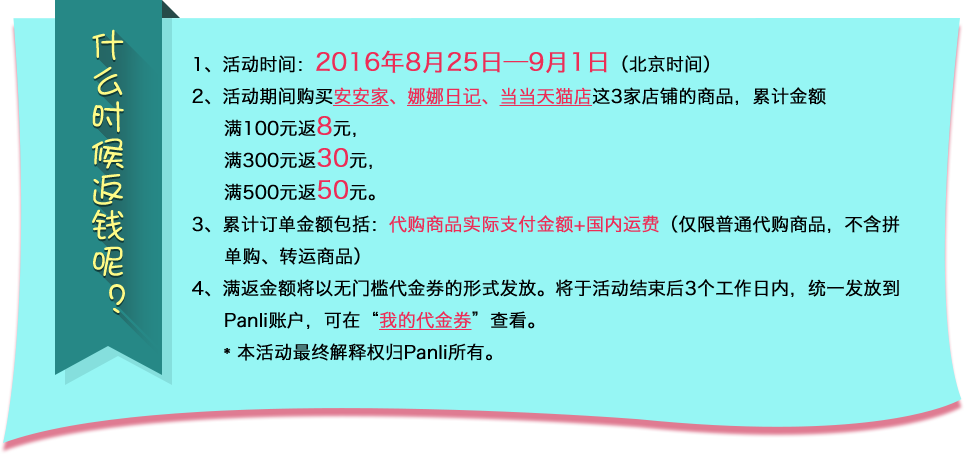 什么时候返钱呢？
1、活动时间：2016年8月25日—9月1日（北京时间）
2、活动期间购买安安家、娜娜日记、当当天猫店这3家店铺的商品，累计金额
满100元返8元，
满300元返30元，
满500元返50元。
3、累计订单金额包括：代购商品实际支付金额+国内运费（仅限普通代购商品，不含拼
单购、转运商品）
4、满返金额将以无门槛代金券的形式发放。将于活动结束后3个工作日内，统一发放到
Panli账户，可在“我的代金券”查看。
* 本活动最终解释权归Panli所有。